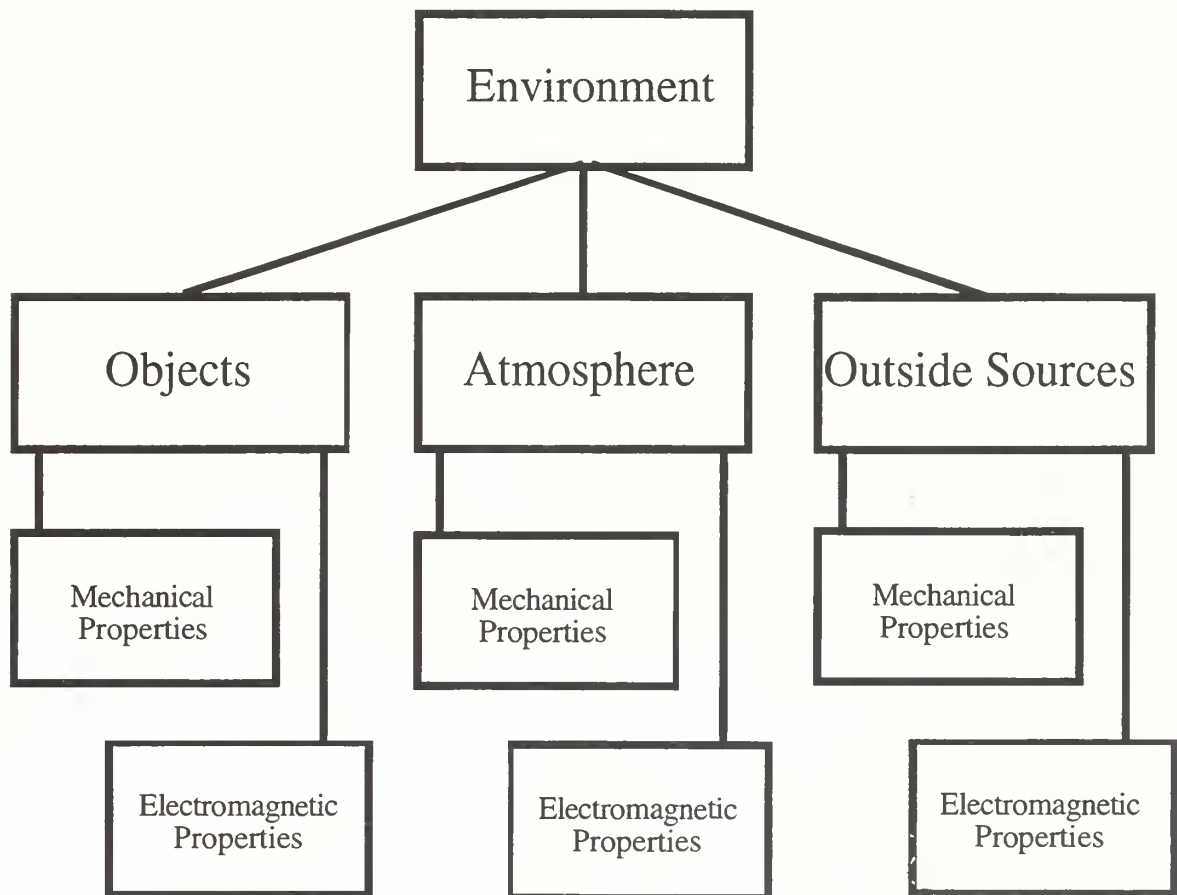 Environment
Objects
Atmosphere
Outside Sources
Mechanical
Properties
Mechanical
Properties
Mechanical
Properties
Electromagnetic
Properties
Electromagnetic
Properties
Electromagnetic
Properties